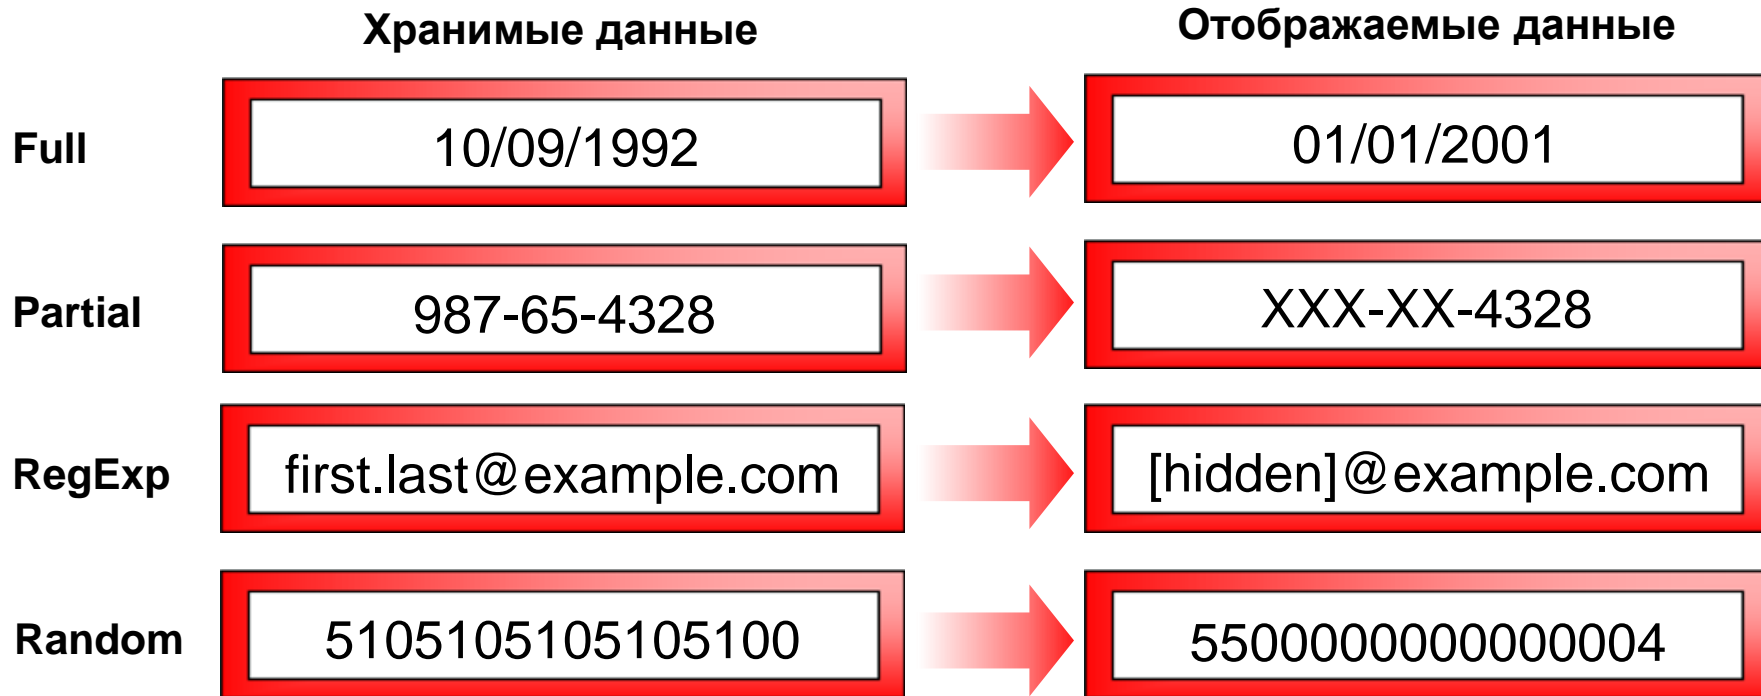 Хранимые данные
Отображаемые данные
Full
10/09/1992
01/01/2001
Partial
987-65-4328
XXX-XX-4328
RegExp
first.last@example.com
[hidden]@example.com
Random
5105105105105100
5500000000000004